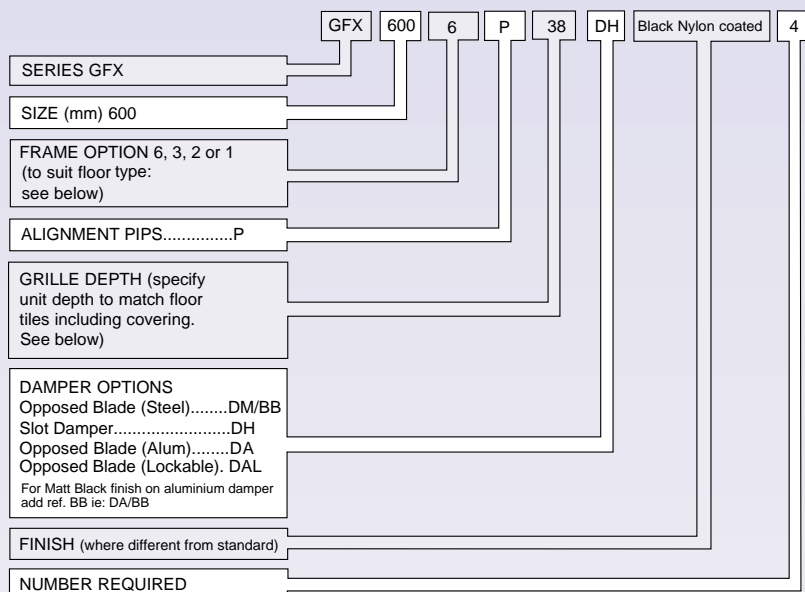 GFX 600 6 P 38 DH Black Nylon coated 4
SERIES GFX
SIZE (mm) 600
FRAME OPTION 6, 3, 2 or 1
(to suit floor type:
see below)
ALIGNMENT PIPS...............P
GRILLE DEPTH (specify
unit depth to match floor
tiles including covering.
See below)
DAMPER OPTIONS
Opposed Blade (Steel)........DM/BB
Slot Damper.........................DH
Opposed Blade (Alum)........DA
Opposed Blade (Lockable). DAL
For Matt Black finish on aluminium damper
add ref. BB ie: DA/BB
FINISH (where different from standard)
NUMBER REQUIRED